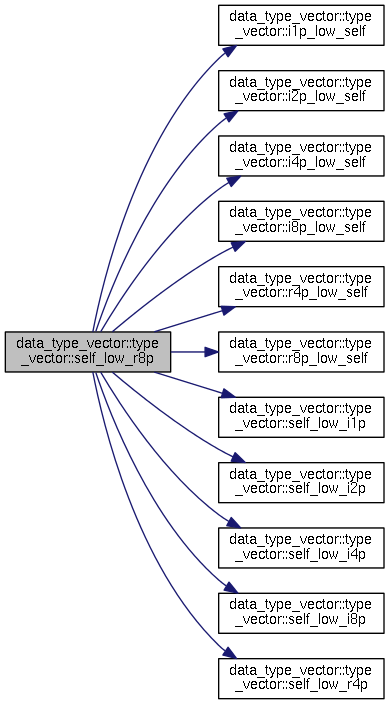 data_type_vector::type
_vector::i1p_low_self
data_type_vector::type
_vector::i2p_low_self
data_type_vector::type
_vector::i4p_low_self
data_type_vector::type
_vector::i8p_low_self
data_type_vector::type
_vector::r4p_low_self
data_type_vector::type
_vector::self_low_r8p
data_type_vector::type
_vector::r8p_low_self
data_type_vector::type
_vector::self_low_i1p
data_type_vector::type
_vector::self_low_i2p
data_type_vector::type
_vector::self_low_i4p
data_type_vector::type
_vector::self_low_i8p
data_type_vector::type
_vector::self_low_r4p